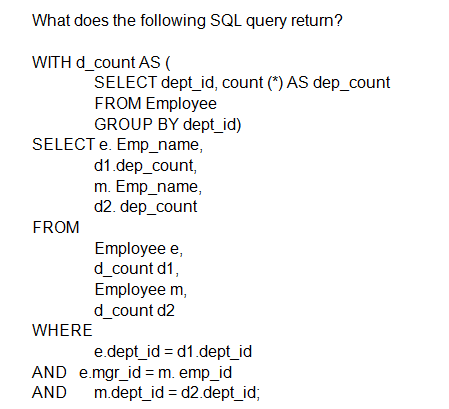 What does the following SQL query return?
WITH d_count AS (
SELECT dept_id, count (*) AS dep_count
FROM Employee
GROUP BY dept_id)
SELECT e. Emp_name,
d1.dep_count,
m. Emp_name,
d2. dep_count
FROM
Employee e,
d_count d1,
Employee m,
d_count d2
WHERE
e.dept_id = d1.dept_id
AND e.mgr_id = m. emp_id
AND m.dept_id = d2.dept_id;